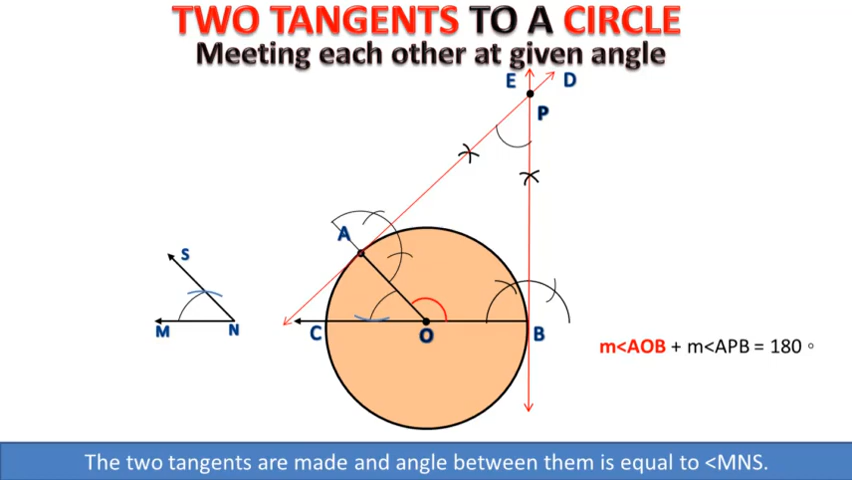 TWO TANGENTS TO A CIRCLE
Meeting each other at given angle
E D
P
A
S
M N
C O B
m<AOB + m<APB = 180 °
The two tangents are made and angle between them is equal to <MNS.